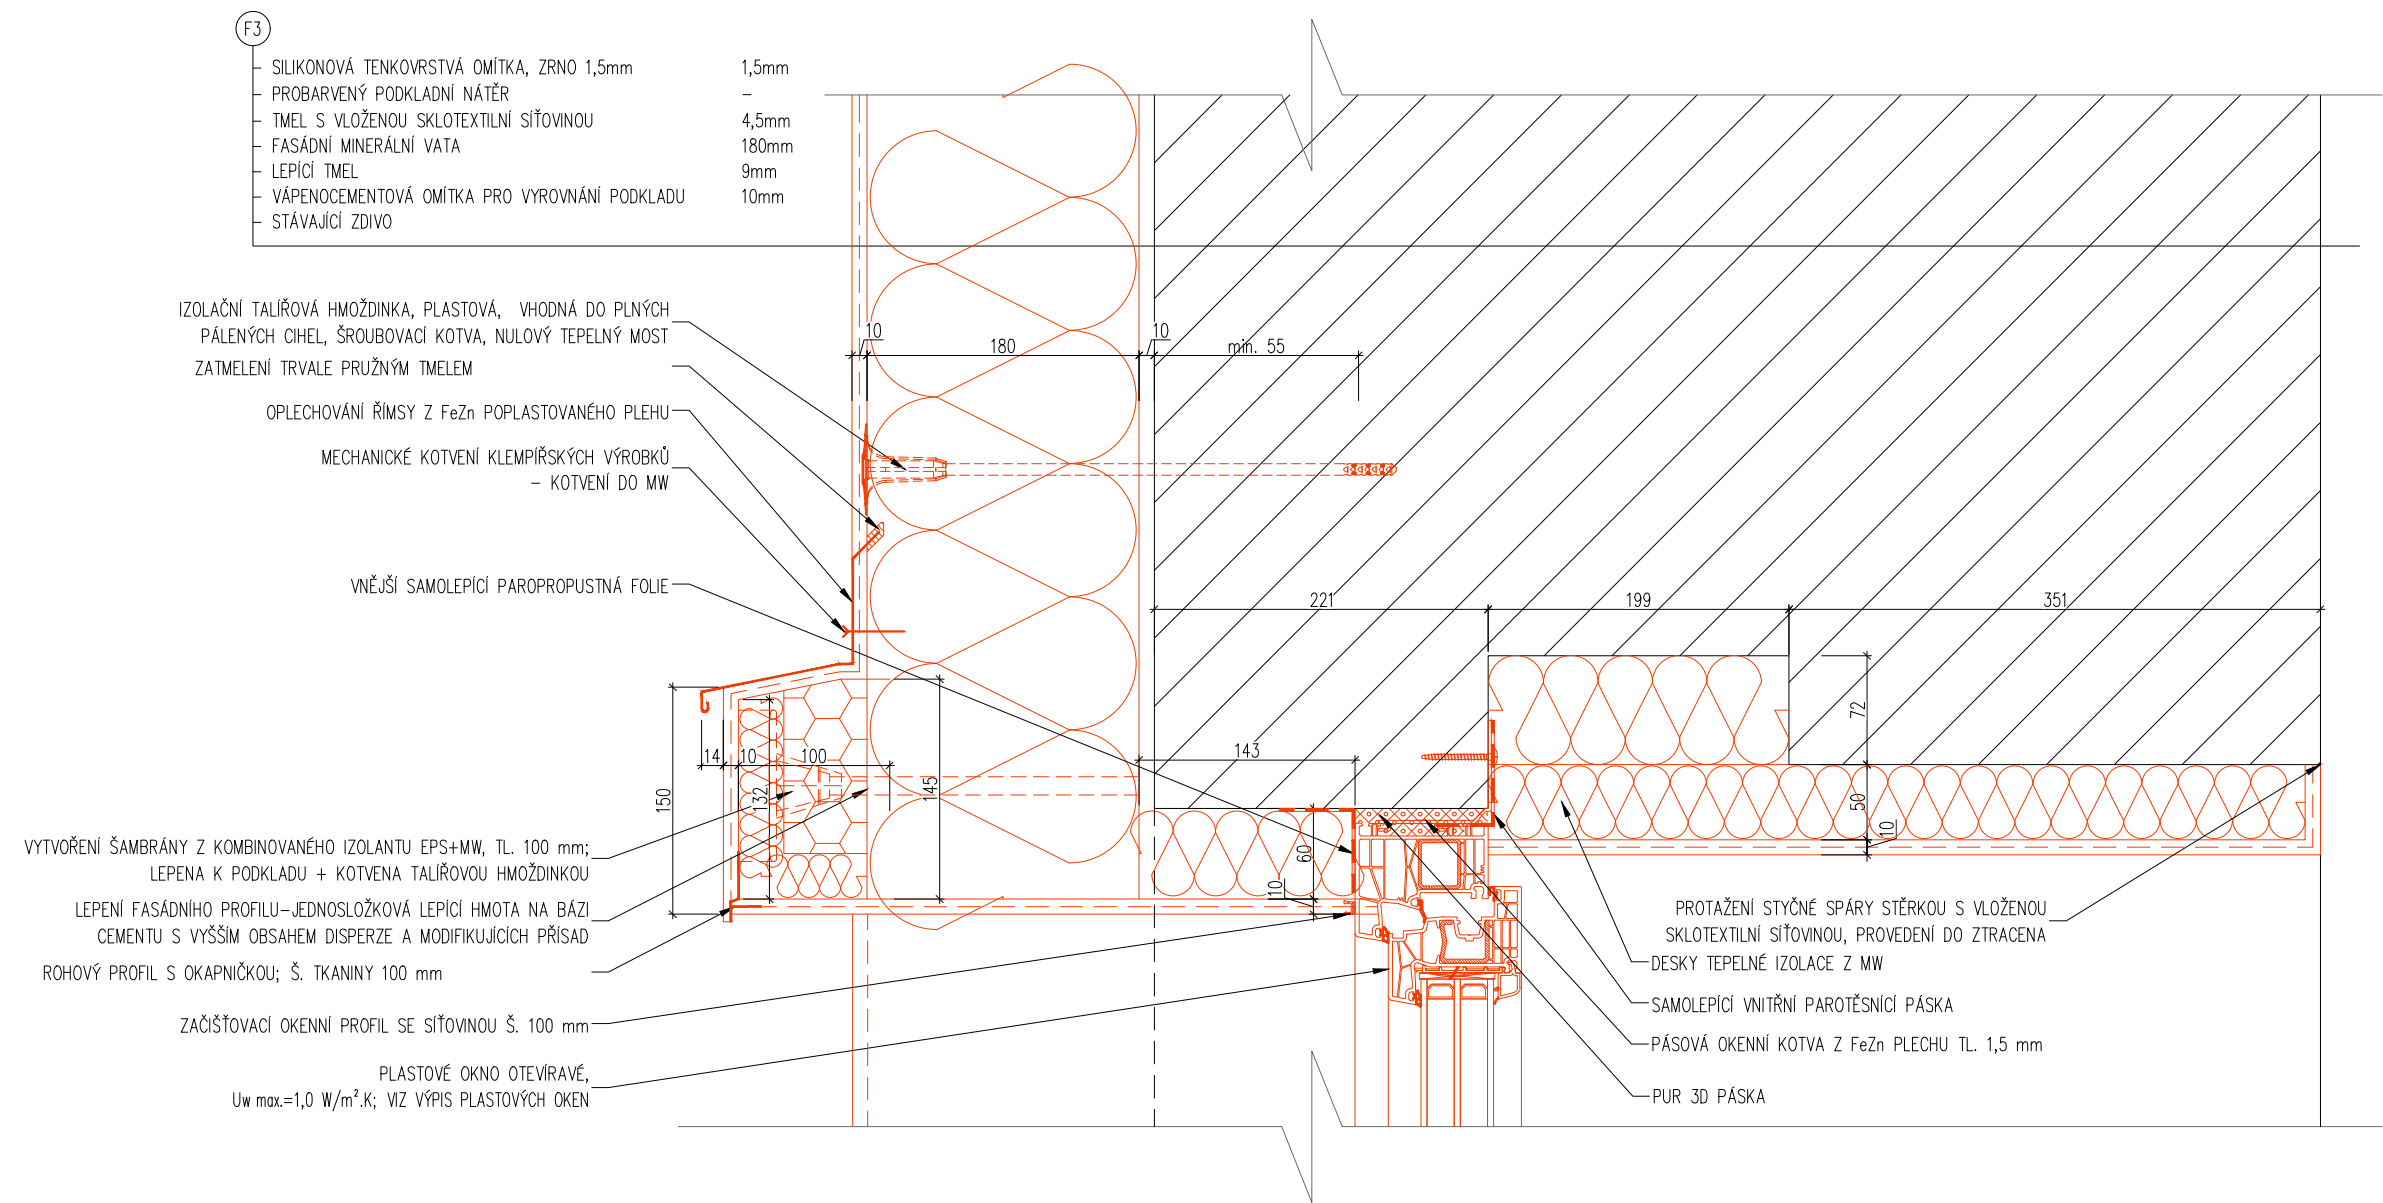 F3
SILIKONOVÁ TENKOVRSTVÁ OMÍTKA, ZRNO 1,5mm 1,5mm
PROBARVENÝ PODKLADNÍ NÁTĚR –
TMEL S VLOŽENOU SKLOTEXTILNÍ SÍŤOVINOU 4,5mm
FASÁDNÍ MINERÁLNÍ VATA 180mm
LEPÍCÍ TMEL 9mm
VÁPENOCEMENTOVÁ OMÍTKA PRO VYROVNÁNÍ PODKLADU 10mm
STÁVAJÍCÍ ZDIVO
IZOLAČNÍ TALÍŘOVÁ HMOŽDINKA, PLASTOVÁ, VHODNÁ DO PLNÝCH
PÁLENÝCH CIHEL, ŠROUBOVACÍ KOTVA, NULOVÝ TEPELNÝ MOST
ZATMELENÍ TRVALE PRUŽNÝM TMELEM
OPLECHOVÁNÍ ŘÍMSY Z FeZn POPLASTOVANÉHO PLEHU
MECHANICKÉ KOTVENÍ KLEMPÍŘSKÝCH VÝROBKŮ
– KOTVENÍ DO MW
VNĚJŠÍ SAMOLEPÍCÍ PAROPROPUSTNÁ FOLIE
10
180
10
min. 55
221
199
351
72
50
10
143
60
10
14
10
100
150
132
145
VYTVOŘENÍ ŠAMBRÁNY Z KOMBINOVANÉHO IZOLANTU EPS+MW, TL. 100 mm;
LEPENA K PODKLADU + KOTVENA TALÍŘOVOU HMOŽDINKOU
LEPENÍ FASÁDNÍHO PROFILU–JEDNOSLOŽKOVÁ LEPÍCÍ HMOTA NA BÁZI
CEMENTU S VYŠŠÍM OBSAHEM DISPERZE A MODIFIKUJÍCÍCH PŘÍSAD
ROHOVÝ PROFIL S OKAPNIČKOU; Š. TKANINY 100 mm
ZAČIŠŤOVACÍ OKENNÍ PROFIL SE SÍŤOVINOU Š. 100 mm
PLASTOVÉ OKNO OTEVÍRAVÉ,
Uw max.=1,0 W/m².K; VIZ VÝPIS PLASTOVÝCH OKEN
PROTAŽENÍ STYČNÉ SPÁRY STĚRKOU S VLOŽENOU
SKLOTEXTILNÍ SÍŤOVINOU, PROVEDENÍ DO ZTRACENA
DESKY TEPELNÉ IZOLACE Z MW
SAMOLEPÍCÍ VNITŘNÍ PAROTĚSNÍCÍ PÁSKA
PÁSOVÁ OKENNÍ KOTVA Z FeZn PLECHU TL. 1,5 mm
PUR 3D PÁSKA